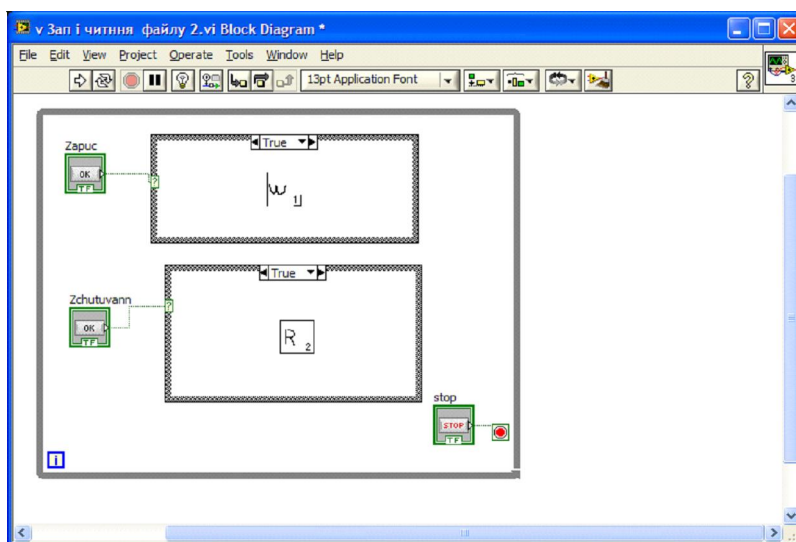 v Зап і читння файлу 2.vi Block Diagram *
File Edit View Project Operate Tools Window Help
13pt Application Font
9
Zapuc
True
OK
TF
?
W 1
True
Zchutuvann
?
OK
TF
R 2
stop
STOP
TF
i